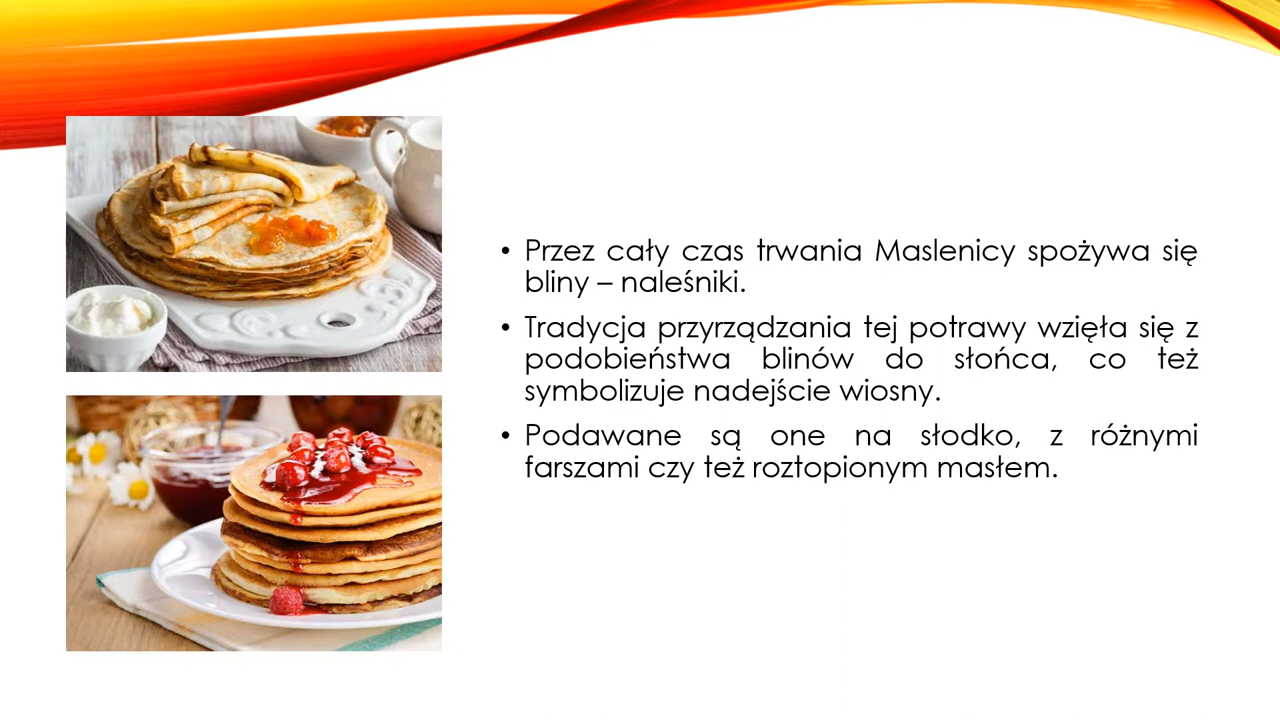 • Przez cały czas trwania Maslenicy spożywa się
bliny – naleśniki.
• Tradycja przyrządzania tej potrawy wzięła się z
podobieństwa blinów do słońca, co też
symbolizuje nadejście wiosny.
• Podawane są one na słodko, z różnymi
farszami czy też roztopionym masłem.